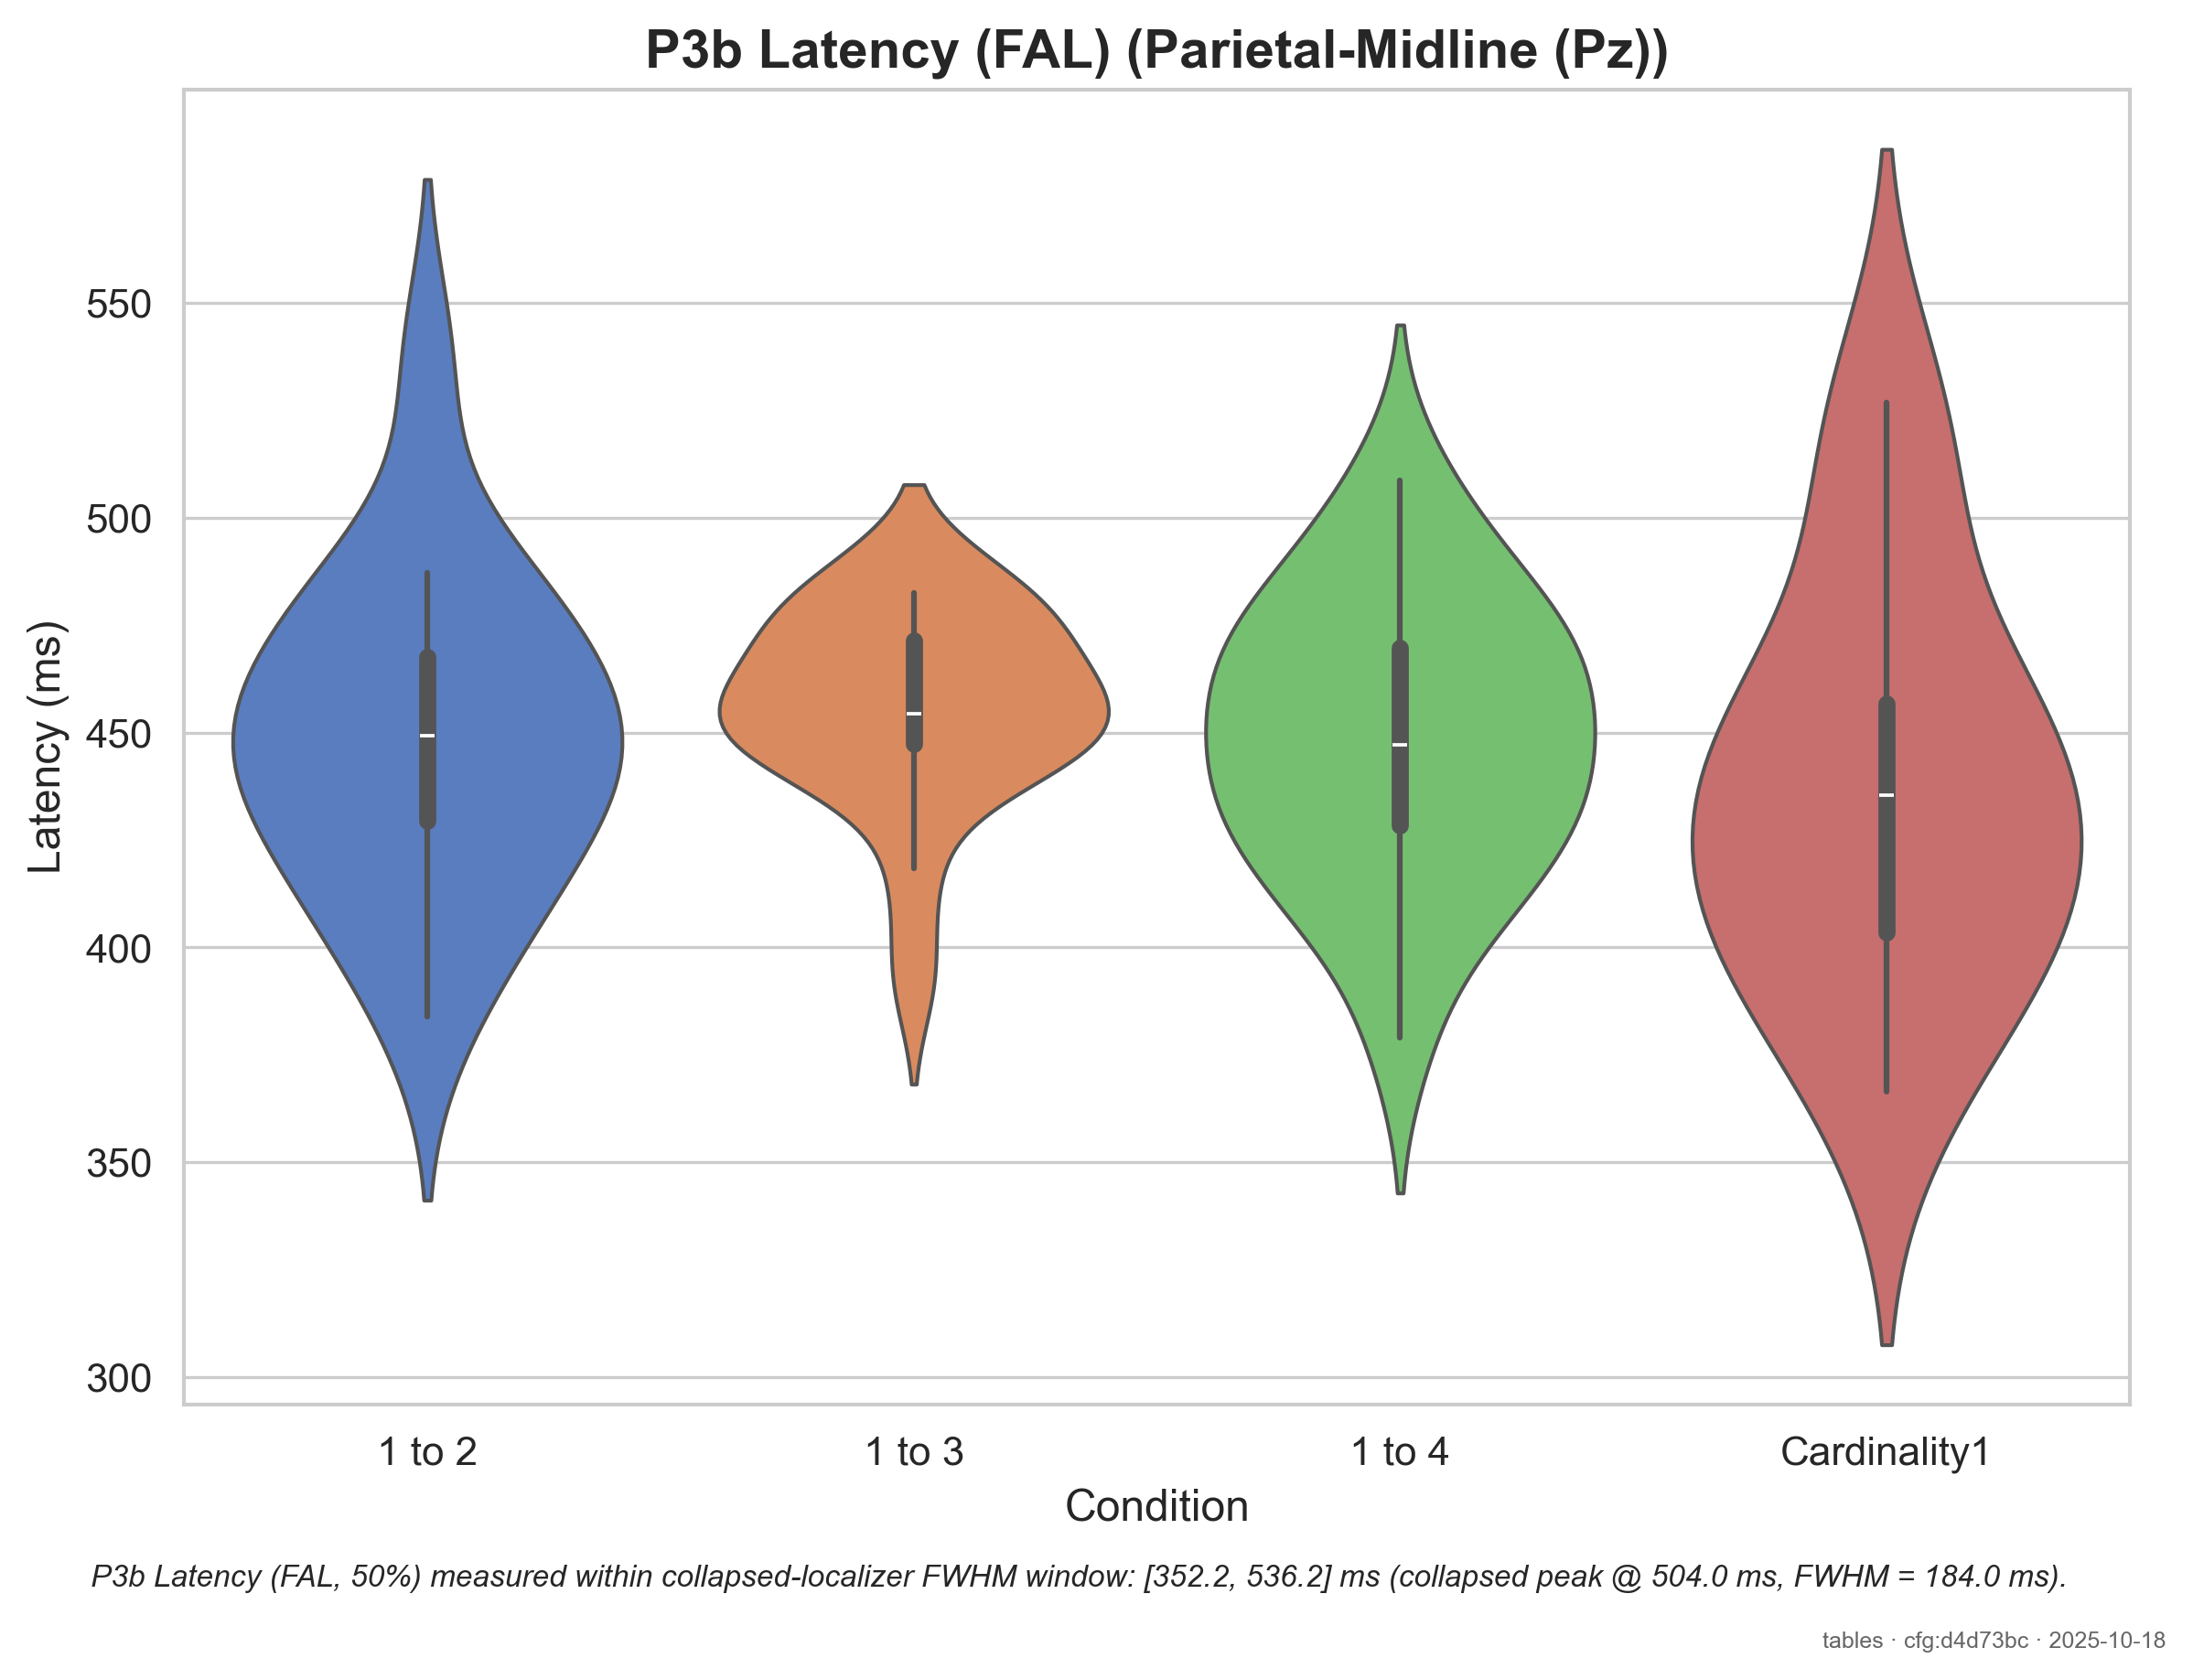 P3b Latency (FAL) (Parietal-Midline (Pz))
Latency (ms)
550
500
450
400
350
300
1 to 2
1 to 3
1 to 4
Cardinality1
Condition
P3b Latency (FAL, 50%) measured within collapsed-localizer FWHM window: [352.2, 536.2] ms (collapsed peak @ 504.0 ms, FWHM = 184.0 ms).
tables · cfg:d4d73bc · 2025-10-18